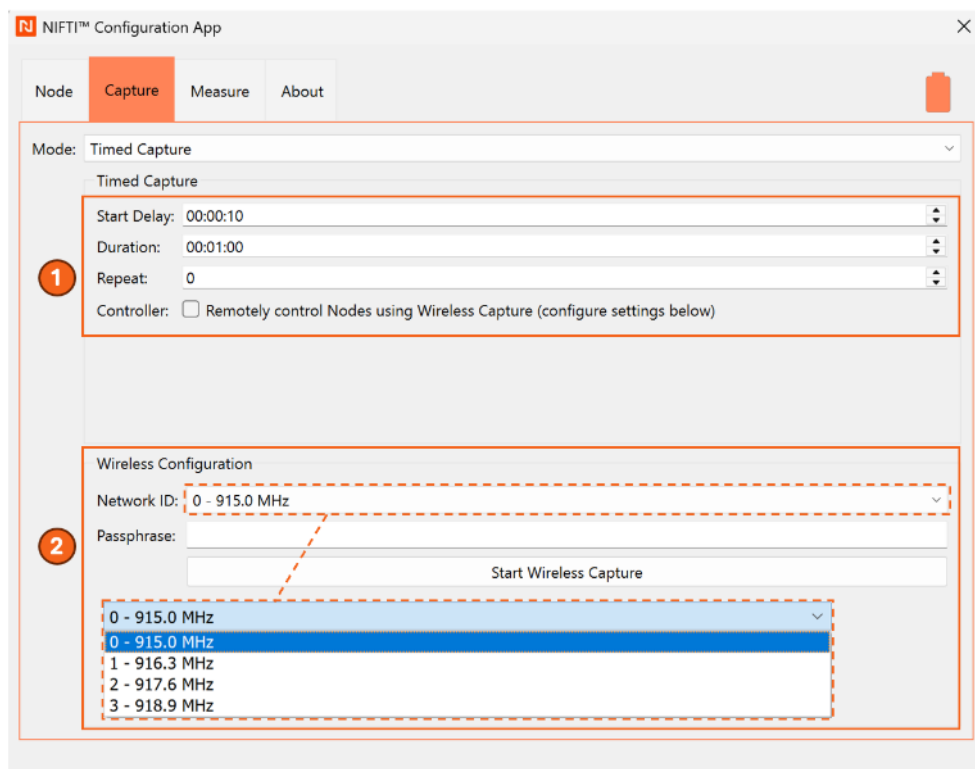 NIFTI™ Configuration App
Node Capture Measure About
Mode: Timed Capture
Timed Capture
Start Delay: 00:00:10
Duration: 00:01:00
1
Repeat: 0
Controller: Remotely control Nodes using Wireless Capture (configure settings below)
Wireless Configuration
Network ID: 0 - 915.0 MHz
2
Passphrase:
Start Wireless Capture
0 - 915.0 MHz
0 - 915.0 MHz
1 - 916.3 MHz
2 - 917.6 MHz
3 - 918.9 MHz